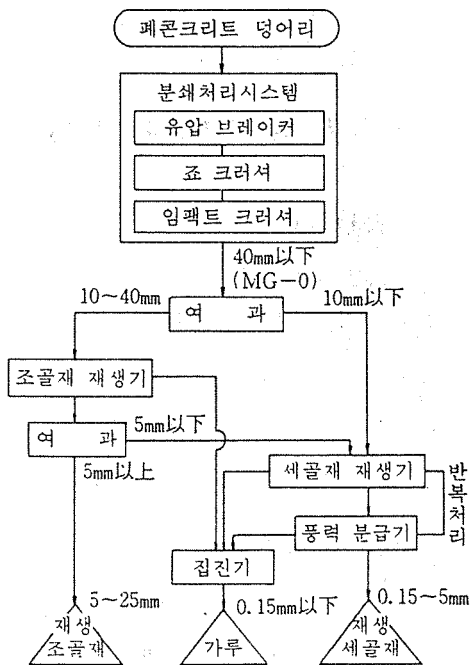 폐콘크리트 덩어리
분쇄처리시스템
유압 브레이커
죠 크러셔
임팩트 크러셔
40mm以下
(MG-0)
10~40mm
10mm以下
여 과
조골재 재생기
여 과
5mm以下
5mm以上
세골재 재생기
반복처리
풍력 분급기
집진기
5~25mm
0.15mm以下
0.15~5mm
재생
조골재
가루
재생
세골재